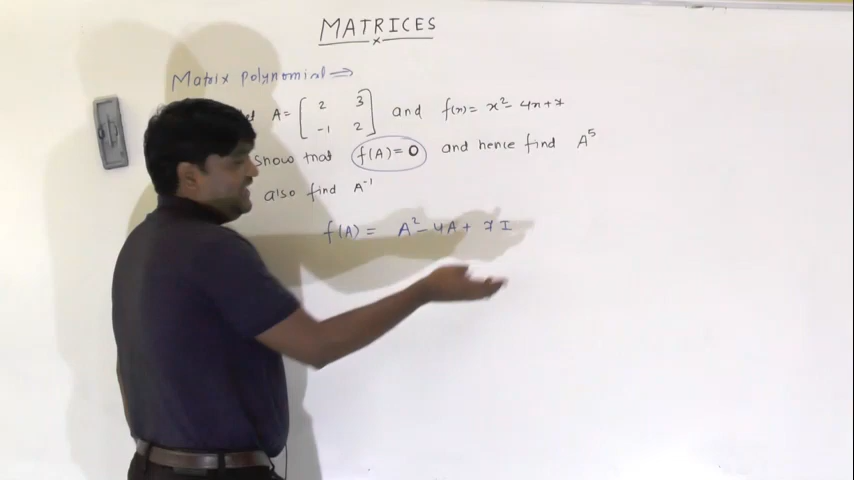 MATRICES
Matrix polynomial ⇒
A = [ 2 3 ; -1 2 ] and f(x) = x² - 4x + 7
show that f(A) = 0 and hence find A⁵
also find A⁻¹
f(A) = A² - 4A + 7I